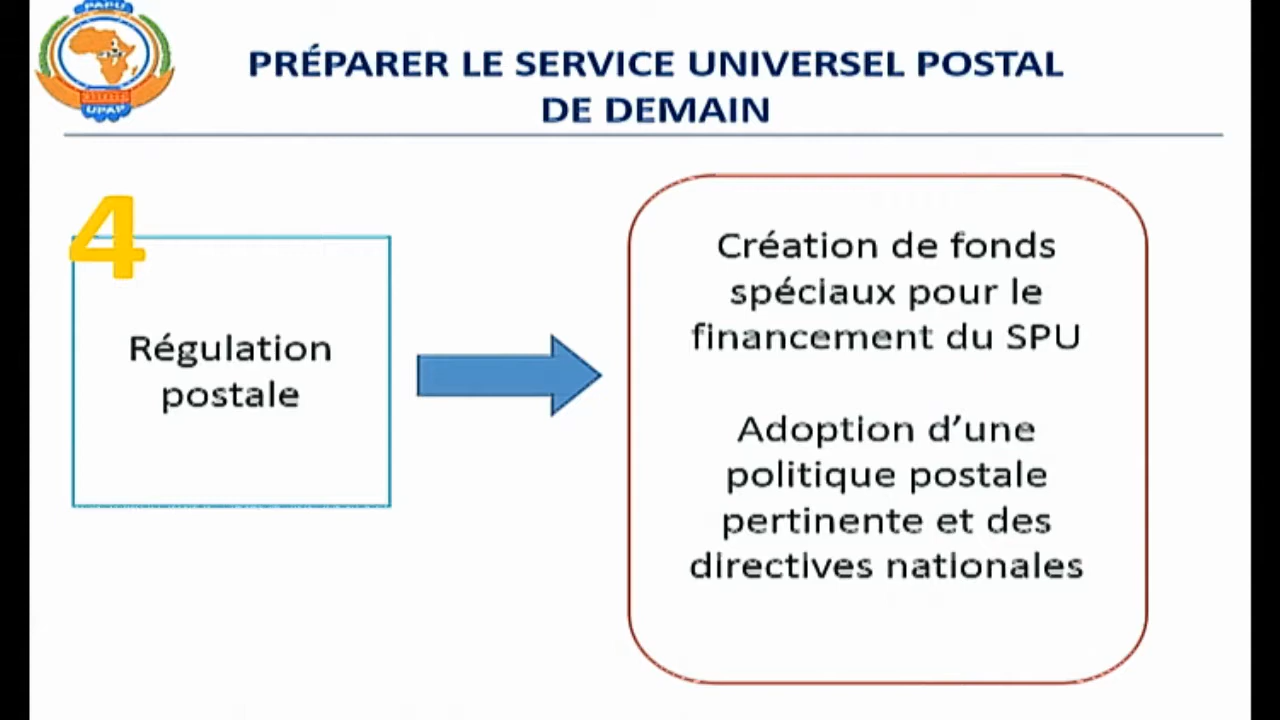 PAPU
UPAP
PRÉPARER LE SERVICE UNIVERSEL POSTAL
DE DEMAIN
4
Régulation
postale
Création de fonds
spéciaux pour le
financement du SPU
Adoption d’une
politique postale
pertinente et des
directives nationales